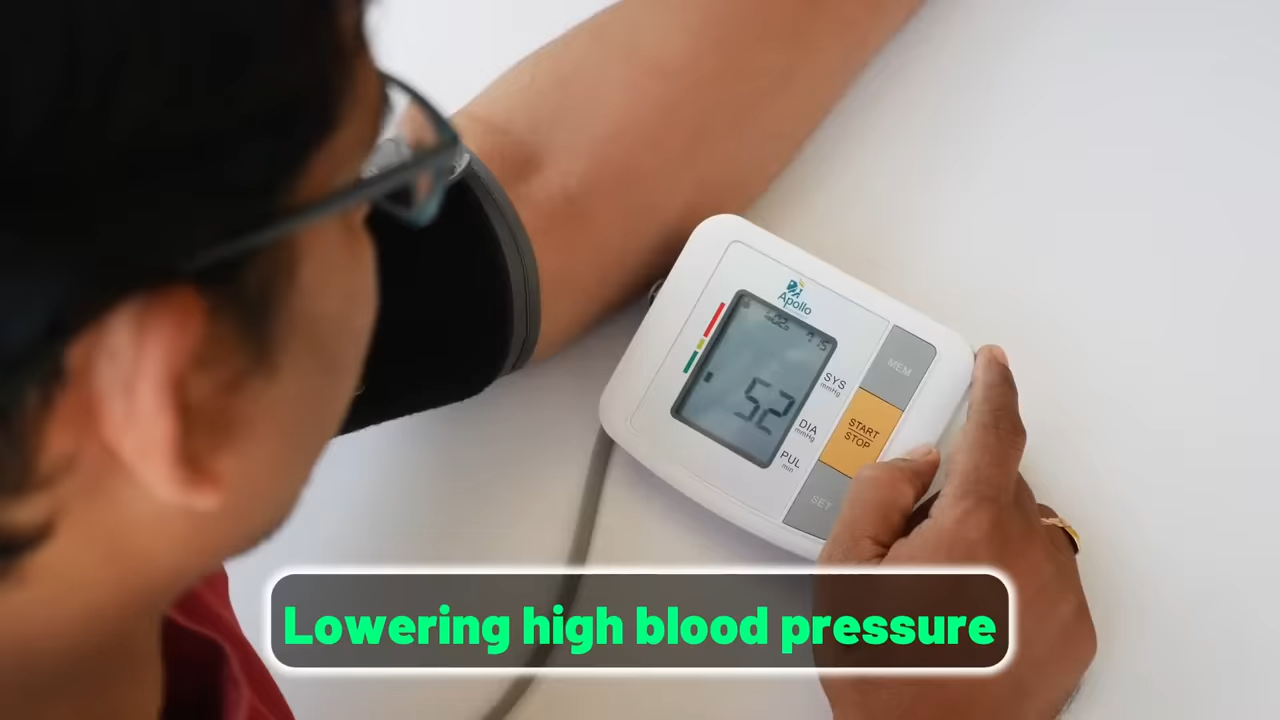 Apollo
SYS
mmHg
DIA
mmHg
PUL
min
52
MEM
START
STOP
SET
Lowering high blood pressure